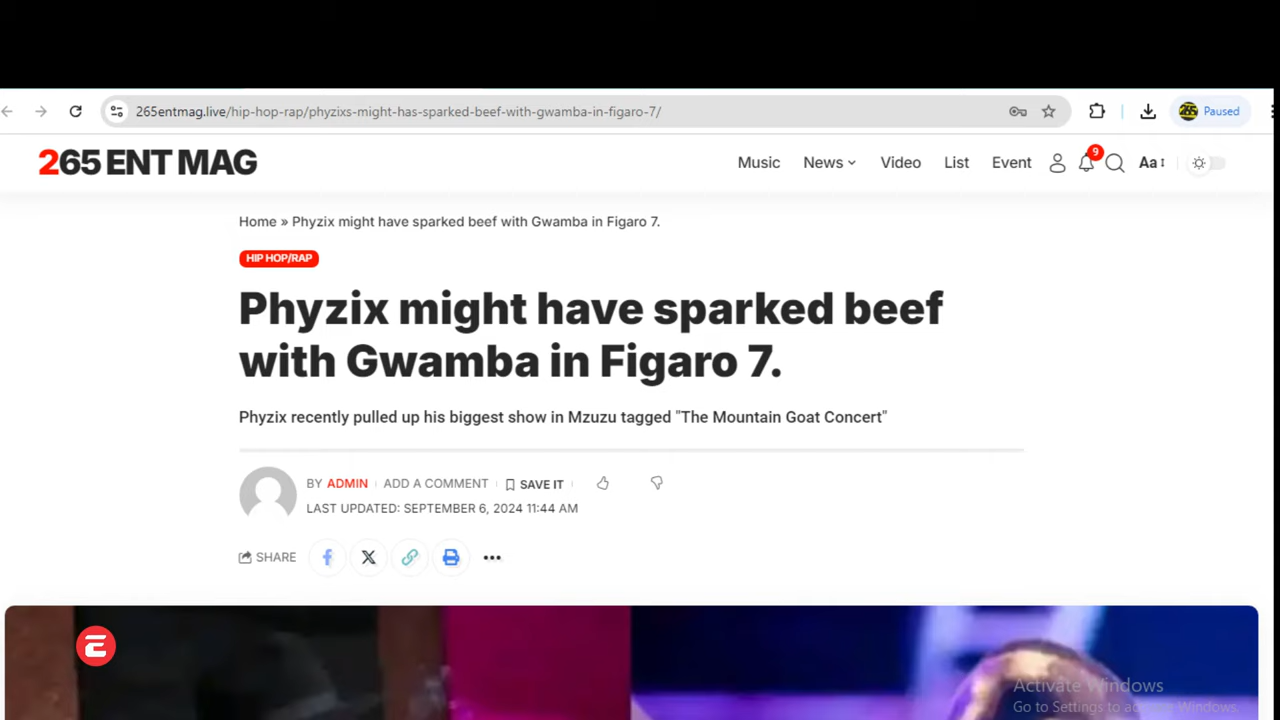 265entmag.live/hip-hop-rap/phyzixs-might-has-sparked-beef-with-gwamba-in-figaro-7/
265
Paused
265 ENT MAG
Music
News
Video
List
Event
9
Aa
Home » Phyzix might have sparked beef with Gwamba in Figaro 7.
HIP HOP/RAP
Phyzix might have sparked beef
with Gwamba in Figaro 7.
Phyzix recently pulled up his biggest show in Mzuzu tagged "The Mountain Goat Concert"
BY ADMIN
ADD A COMMENT
SAVE IT
LAST UPDATED: SEPTEMBER 6, 2024 11:44 AM
SHARE
Activate Windows
Go to Settings to activate Windows.